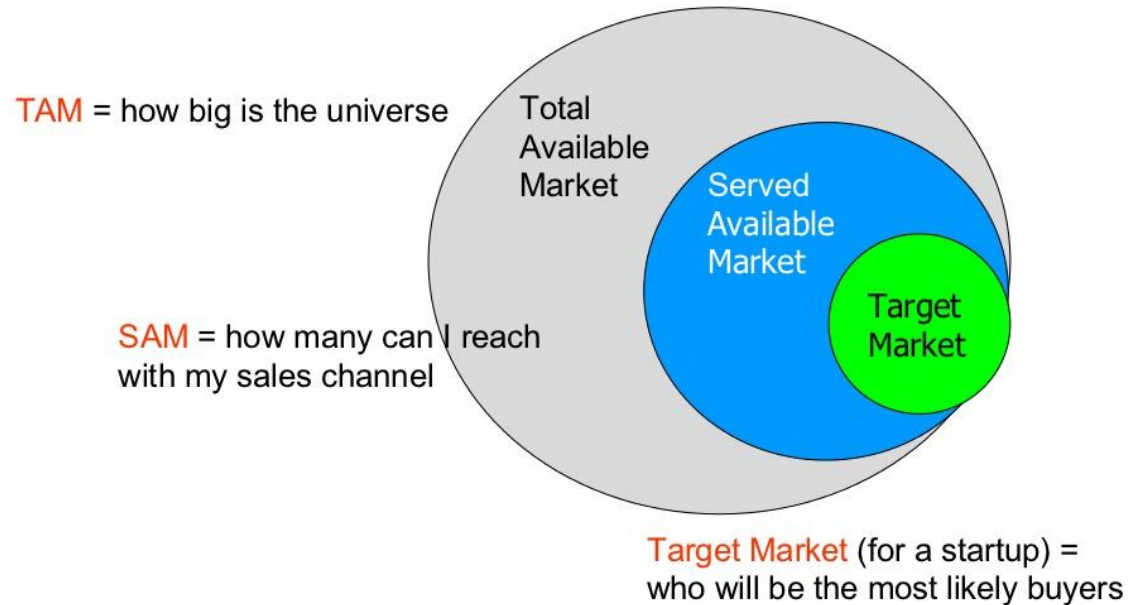 TAM = how big is the universe
Total
Available
Market
Served
Available
Market
Target
Market
SAM = how many can I reach
with my sales channel
Target Market (for a startup) =
who will be the most likely buyers